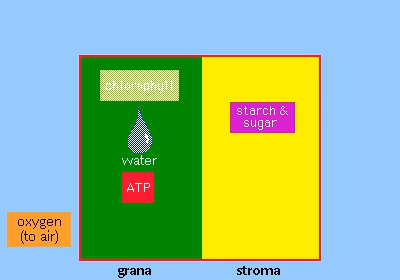 chlorophyll
starch &
sugar
water
ATP
oxygen
(to air)
grana
stroma